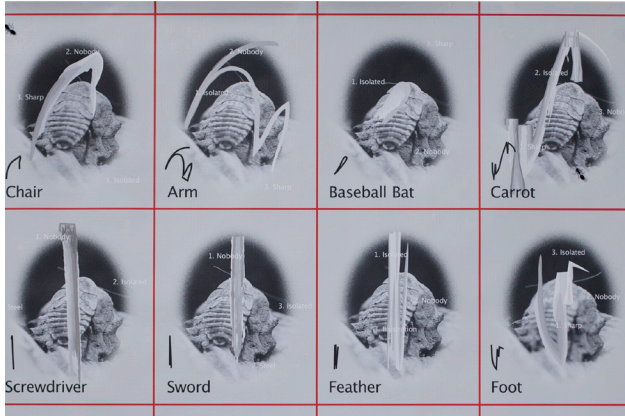 2. Nobody
3. Sharp
1. Isolated
Chair
2. Nobody
1. Isolated
3. Sharp
Arm
3. Sharp
1. Isolated
2. Nobody
Baseball Bat
2. Isolated
Sharp
Carrot
1. Nobody
Screwdriver
1. Nobody
3. Isolated
Sword
1. Isolated
Nobody
Feather
3. Isolated
Nobody
Sharp
Foot